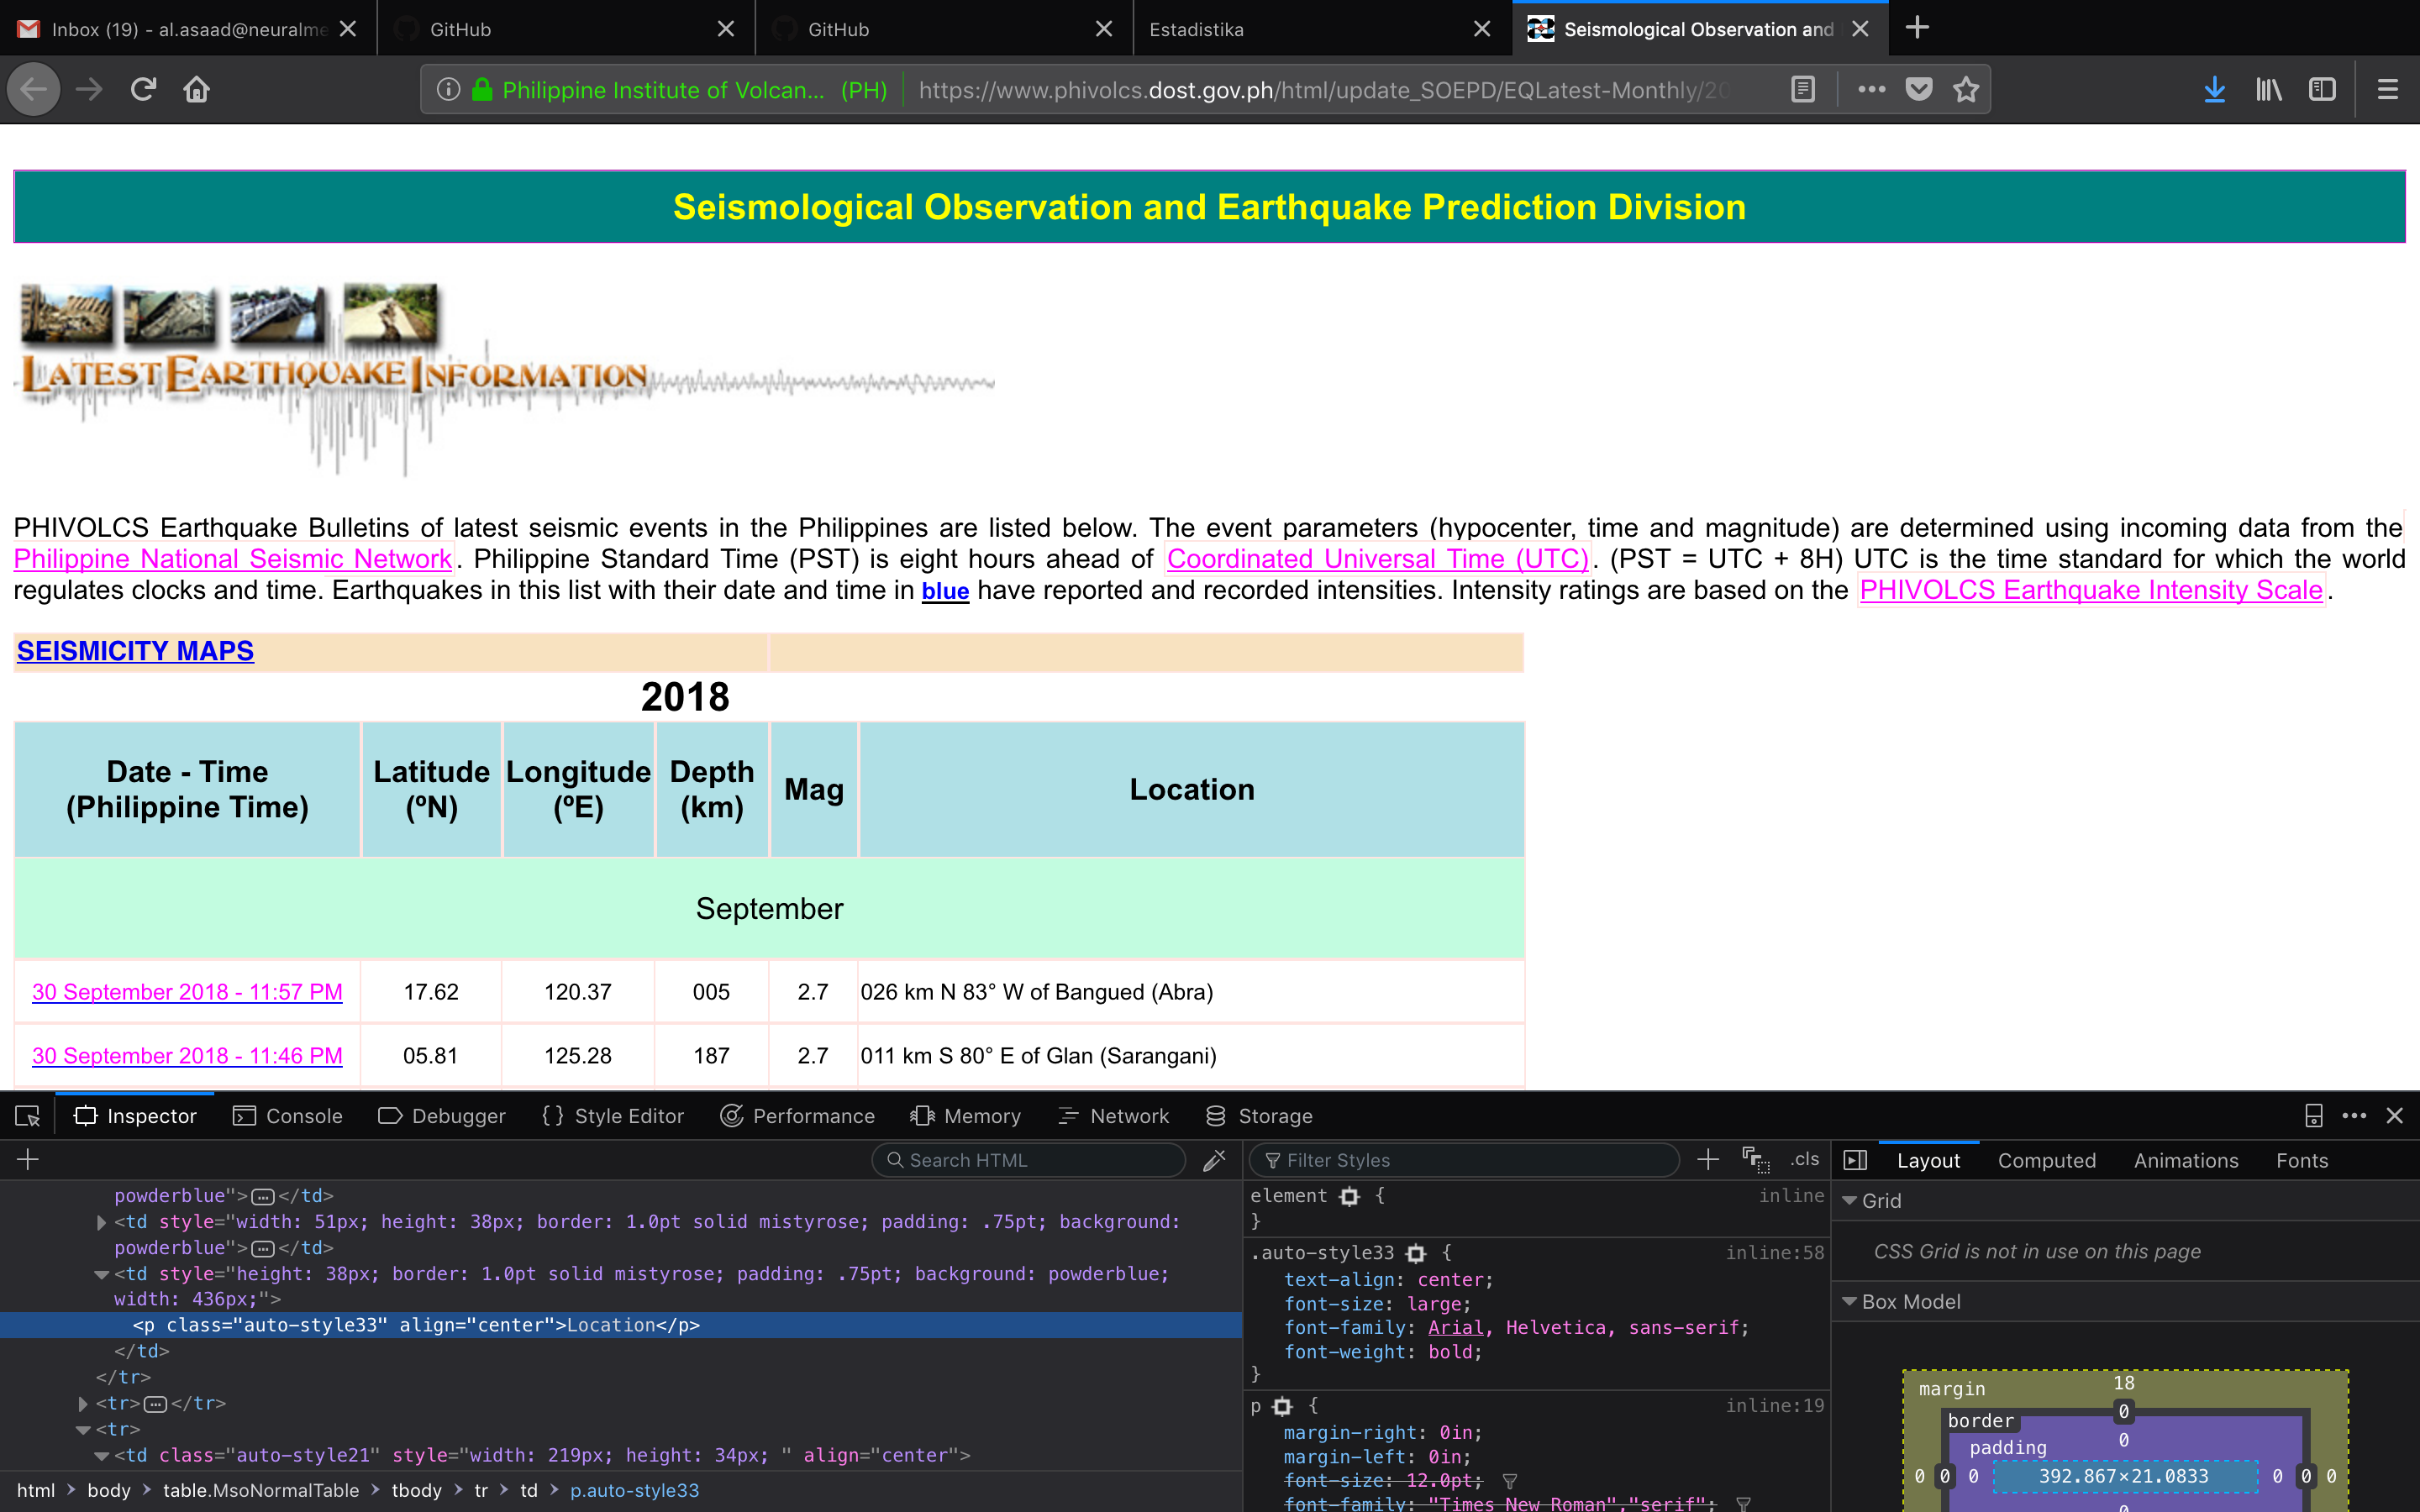 Inbox (19) - al.asaad@neuralme
GitHub
GitHub
Estadistika
Seismological Observation and
Philippine Institute of Volcan... (PH)
https://www.phivolcs.dost.gov.ph/html/update_SOEPD/EQLatest-Monthly/20
Seismological Observation and Earthquake Prediction Division
LATEST EARTHQUAKE INFORMATION
PHIVOLCS Earthquake Bulletins of latest seismic events in the Philippines are listed below. The event parameters (hypocenter, time and magnitude) are determined using incoming data from the
Philippine National Seismic Network. Philippine Standard Time (PST) is eight hours ahead of Coordinated Universal Time (UTC). (PST = UTC + 8H) UTC is the time standard for which the world
regulates clocks and time. Earthquakes in this list with their date and time in blue have reported and recorded intensities. Intensity ratings are based on the PHIVOLCS Earthquake Intensity Scale.
SEISMICITY MAPS
2018
Date - Time
(Philippine Time)
Latitude
(ºN)
Longitude
(ºE)
Depth
(km)
Mag
Location
September
30 September 2018 - 11:57 PM 17.62 120.37 005 2.7 026 km N 83° W of Bangued (Abra)
30 September 2018 - 11:46 PM 05.81 125.28 187 2.7 011 km S 80° E of Glan (Sarangani)
Inspector Console Debugger {} Style Editor Performance Memory Network Storage
Search HTML
powderblue">…</td>
<td style="width: 51px; height: 38px; border: 1.0pt solid mistyrose; padding: .75pt; background:
powderblue">…</td>
<td style="height: 38px; border: 1.0pt solid mistyrose; padding: .75pt; background: powderblue;
width: 436px;">
<p class="auto-style33" align="center">Location</p>
</td>
</tr>
<tr>…</tr>
<tr>
<td class="auto-style21" style="width: 219px; height: 34px; " align="center">
html > body > table.MsoNormalTable > tbody > tr > td > p.auto-style33
Filter Styles
.cls
element { inline
}
.auto-style33 { inline:58
text-align: center;
font-size: large;
font-family: Arial, Helvetica, sans-serif;
font-weight: bold;
}
p { inline:19
margin-right: 0in;
margin-left: 0in;
font-size: 12.0pt;
font-family: "Times New Roman","serif";
Layout Computed Animations Fonts
Grid
CSS Grid is not in use on this page
Box Model
margin 18
border 0
padding 0
0 0 0 392.867×21.0833 0 0 0
0